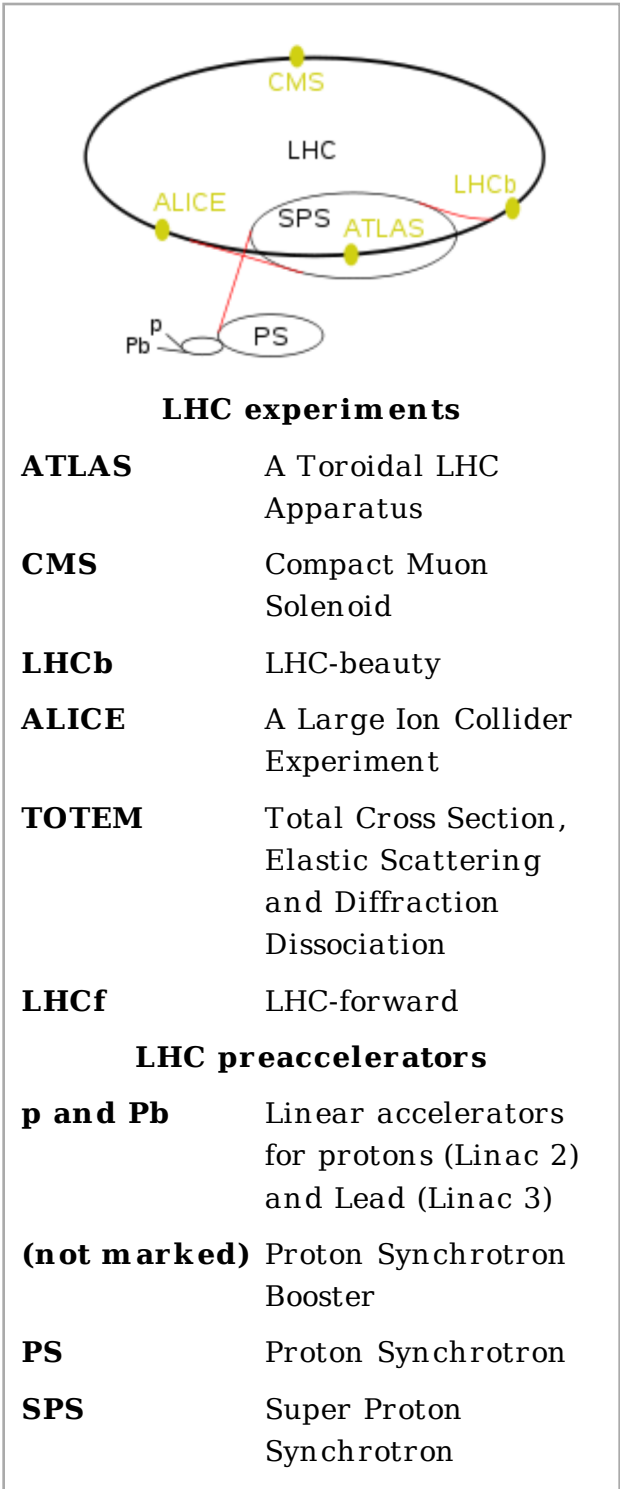 CMS
LHC
LHCb
ALICE
SPS
ATLAS
p
Pb
PS
LHC experiments
ATLAS A Toroidal LHC
Apparatus
CMS Compact Muon
Solenoid
LHCb LHC-beauty
ALICE A Large Ion Collider
Experiment
TOTEM Total Cross Section,
Elastic Scattering
and Diffraction
Dissociation
LHCf LHC-forward
LHC preaccelerators
p and Pb Linear accelerators
for protons (Linac 2)
and Lead (Linac 3)
(not marked) Proton Synchrotron
Booster
PS Proton Synchrotron
SPS Super Proton
Synchrotron